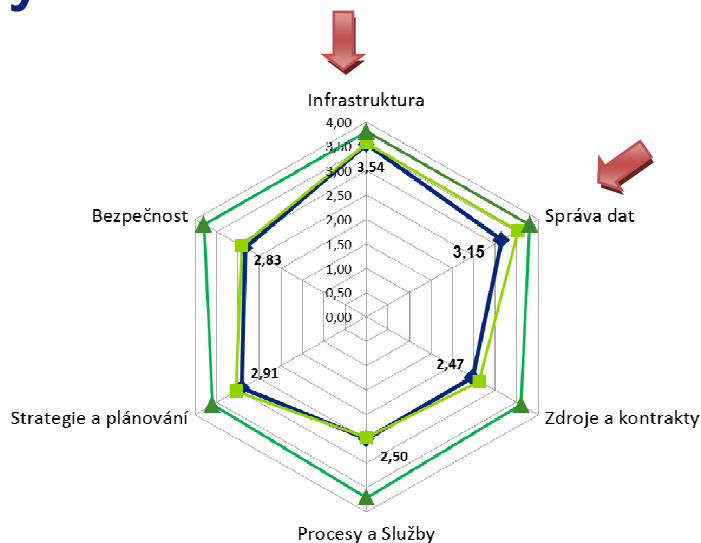 y
Infrastruktura
4,00
3,50
3,54
3,00
2,50
Správa dat
Bezpečnost
2,00
3,15
1,50
2,83
1,00
0,50
0,00
2,47
2,91
Strategie a plánování
Zdroje a kontrakty
2,50
Procesy a Služby